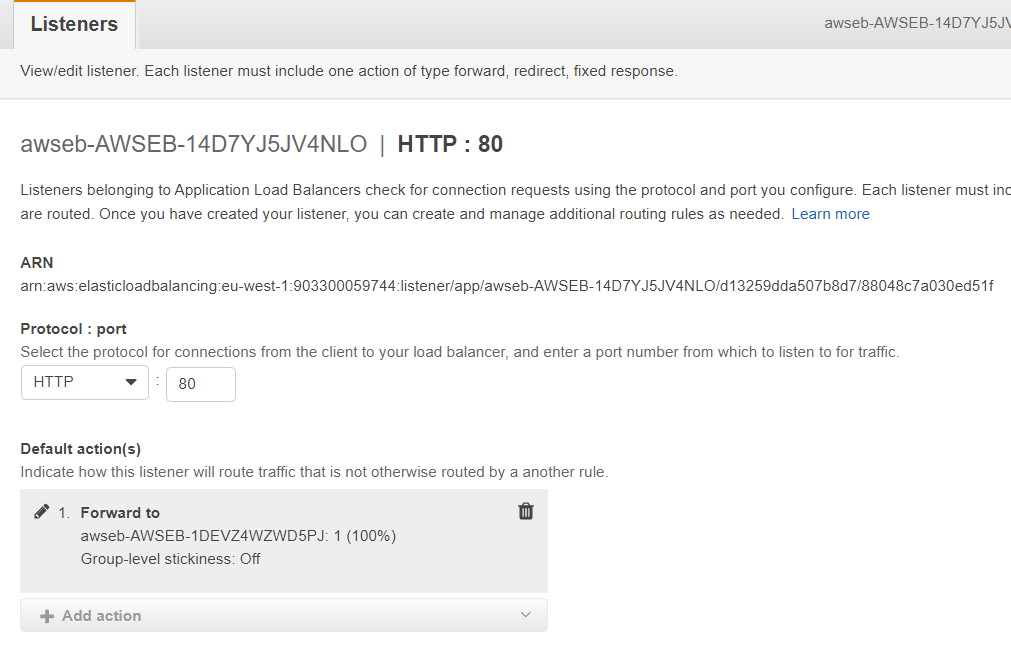 Listeners
awseb-AWSEB-14D7YJ5JV
View/edit listener. Each listener must include one action of type forward, redirect, fixed response.
awseb-AWSEB-14D7YJ5JV4NLO | HTTP : 80
Listeners belonging to Application Load Balancers check for connection requests using the protocol and port you configure. Each listener must inc
are routed. Once you have created your listener, you can create and manage additional routing rules as needed. Learn more
ARN
arn:aws:elasticloadbalancing:eu-west-1:903300059744:listener/app/awseb-AWSEB-14D7YJ5JV4NLO/d13259dda507b8d7/88048c7a030ed51f
Protocol : port
Select the protocol for connections from the client to your load balancer, and enter a port number from which to listen to for traffic.
HTTP : 80
Default action(s)
Indicate how this listener will route traffic that is not otherwise routed by a another rule.
1. Forward to
awseb-AWSEB-1DEVZ4WZWD5PJ: 1 (100%)
Group-level stickiness: Off
Add action